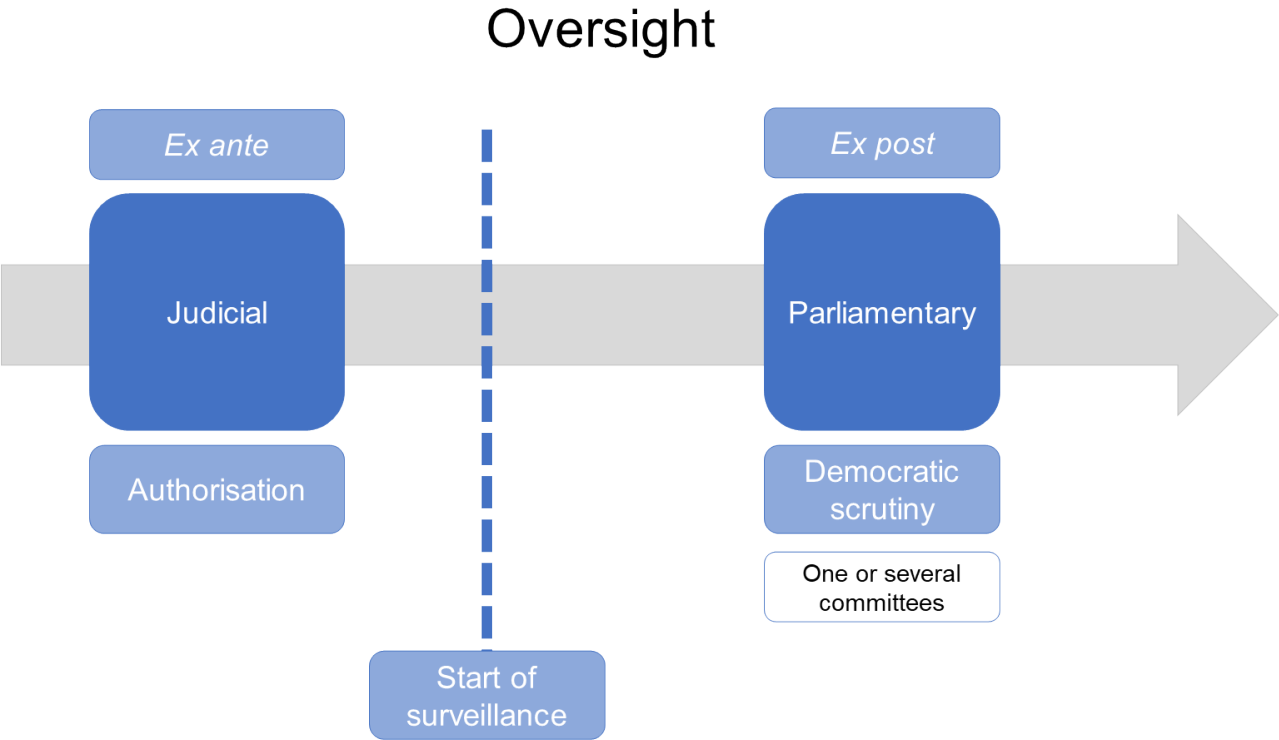 Oversight
Ex ante
Ex post
Judicial
Parliamentary
Authorisation
Democratic
scrutiny
One or several
committees
Start of
surveillance